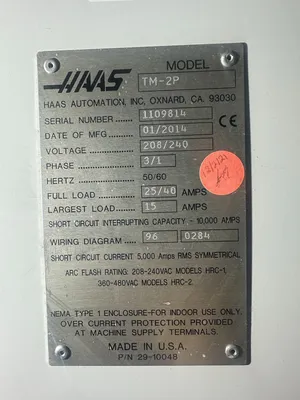 MODEL
HAAS TM-2P
HAAS AUTOMATION, INC, OXNARD, CA. 93030
SERIAL NUMBER 1109814
DATE OF MFG 01/2014 CE
VOLTAGE 208/240
PHASE 3/1
HERTZ 50/60
FULL LOAD 25/40 AMPS
LARGEST LOAD 15 AMPS
SHORT CIRCUIT INTERRUPTING CAPACITY - 10,000 AMPS
WIRING DIAGRAM 96 0284
SHORT CIRCUIT CURRENT 5,000 Amps RMS SYMMETRICAL
ARC FLASH RATING: 208-240VAC MODELS HRC-1;
360-480VAC MODELS HRC-2.
NEMA TYPE 1 ENCLOSURE-FOR INDOOR USE ONLY.
OVER CURRENT PROTECTION PROVIDED
AT MACHINE SUPPLY TERMINALS.
MADE IN U.S.A.
P/N 29-10048